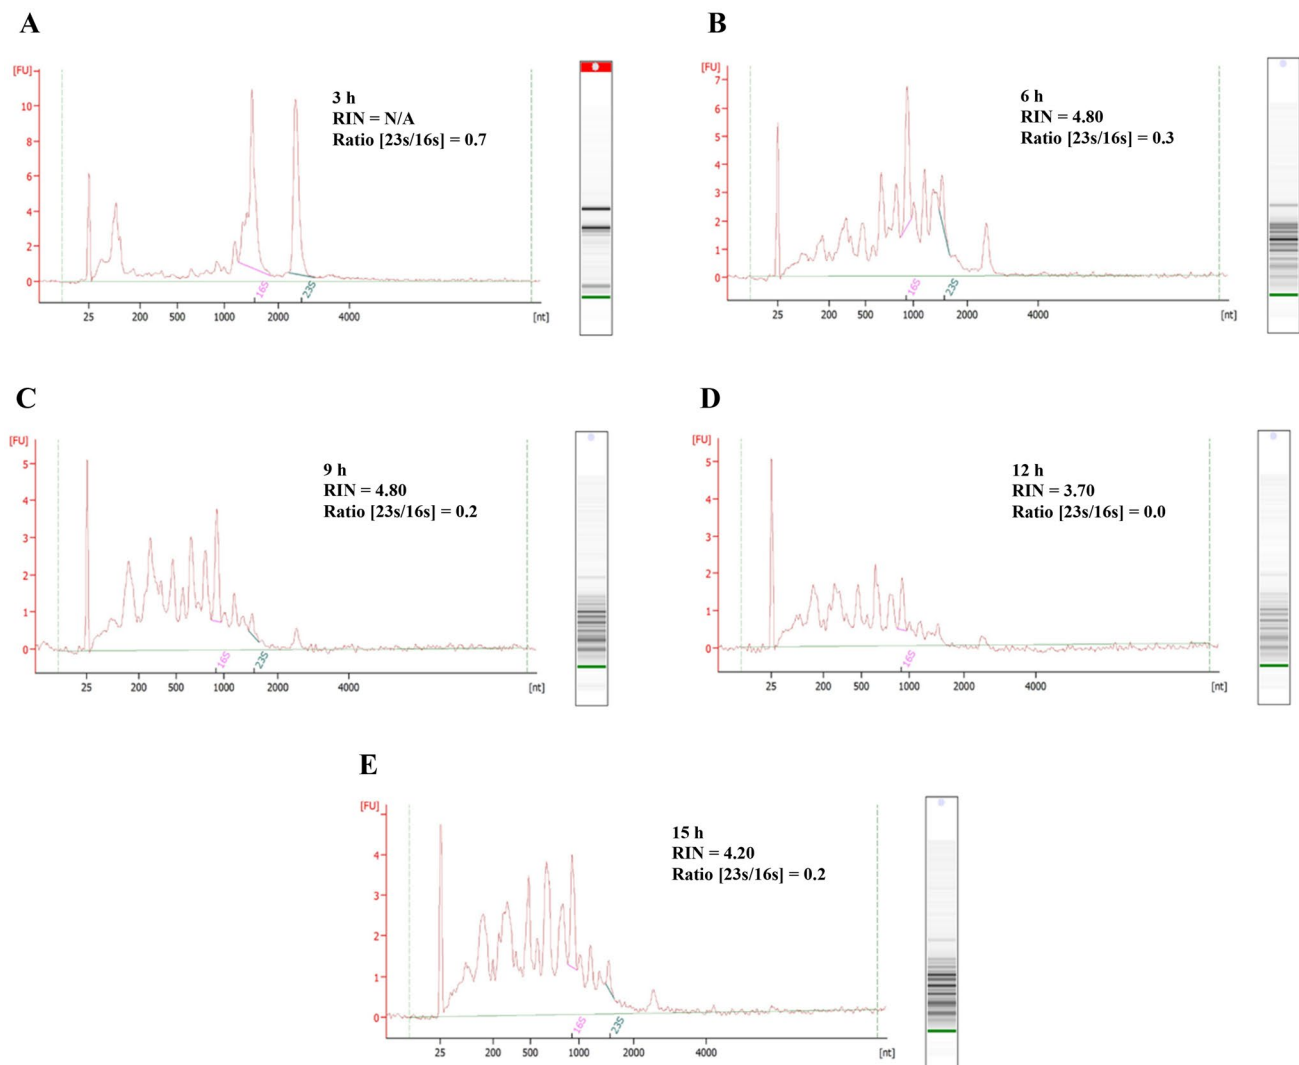 A
[FU]
10
8
6
4
2
0
25 200 500 1000 2000 4000 [nt]
16S 23S
3 h
RIN = N/A
Ratio [23s/16s] = 0.7
B
[FU]
7
6
5
4
3
2
1
0
25 200 500 1000 2000 4000 [nt]
16S 23S
6 h
RIN = 4.80
Ratio [23s/16s] = 0.3
C
[FU]
5
4
3
2
1
0
25 200 500 1000 2000 4000 [nt]
16S 23S
9 h
RIN = 4.80
Ratio [23s/16s] = 0.2
D
[FU]
5
4
3
2
1
0
25 200 500 1000 2000 4000 [nt]
16S
12 h
RIN = 3.70
Ratio [23s/16s] = 0.0
E
[FU]
4
3
2
1
0
25 200 500 1000 2000 4000 [nt]
16S 23S
15 h
RIN = 4.20
Ratio [23s/16s] = 0.2